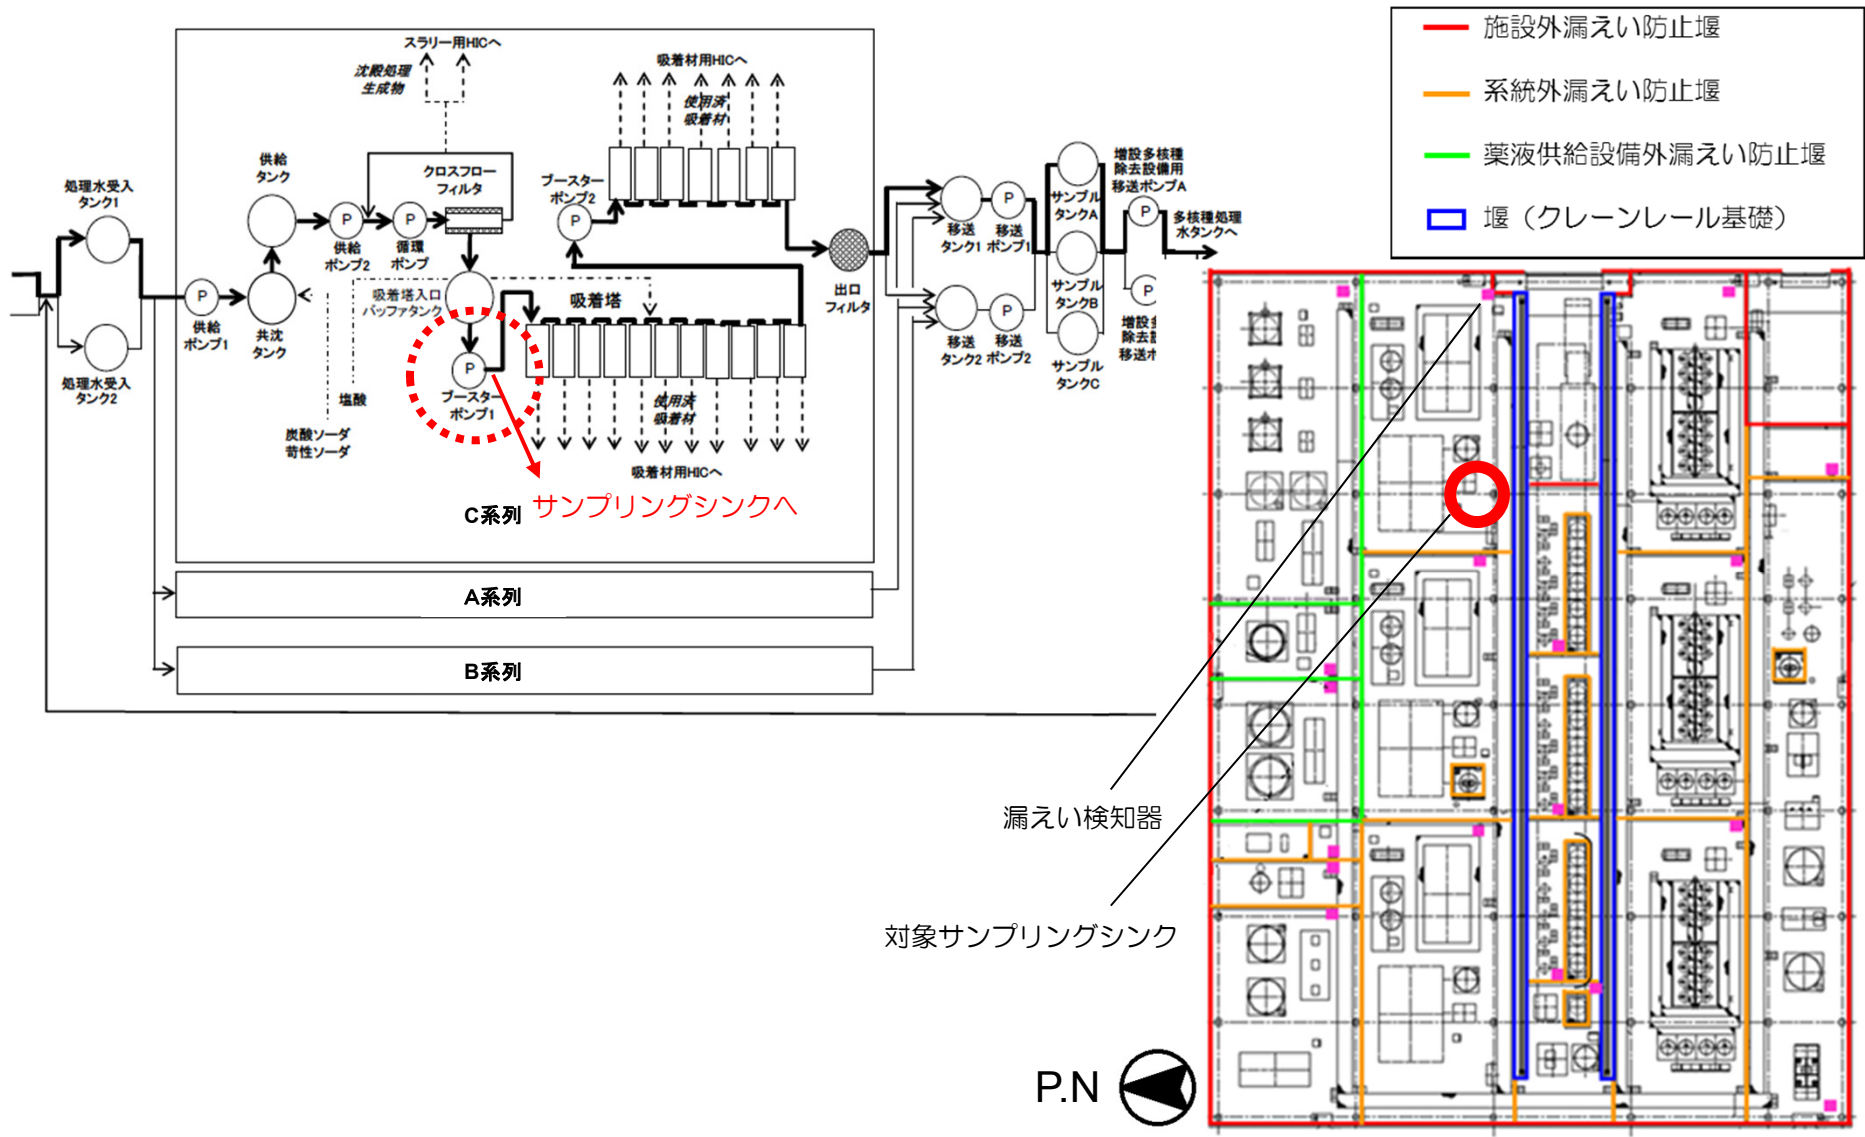 スラリー用HICへ
沈殿処理
生成物
吸着材用HICへ
使用済
吸着材
供給
タンク
クロスフロー
フィルタ
処理水受入
タンク1
ブースター
ポンプ2
P
P
P
供給
ポンプ2
循環
ポンプ
吸着塔入口
バッファタンク
吸着塔
P
供給
ポンプ1
共沈
タンク
処理水受入
タンク2
塩酸
炭酸ソーダ
苛性ソーダ
P
ブースター
ポンプ1
使用済
吸着材
吸着材用HICへ
サンプリングシンクへ
C系列
A系列
B系列
出口
フィルタ
P
移送
タンク1
移送
ポンプ1
P
移送
タンク2
移送
ポンプ2
サンプル
タンクA
サンプル
タンクB
サンプル
タンクC
増設多核種
除去設備用
移送ポンプA
P
多核種処理
水タンクへ
P
増設
除去
移送ポ
施設外漏えい防止堰
系統外漏えい防止堰
薬液供給設備外漏えい防止堰
堰（クレーンレール基礎）
漏えい検知器
対象サンプリングシンク
P.N